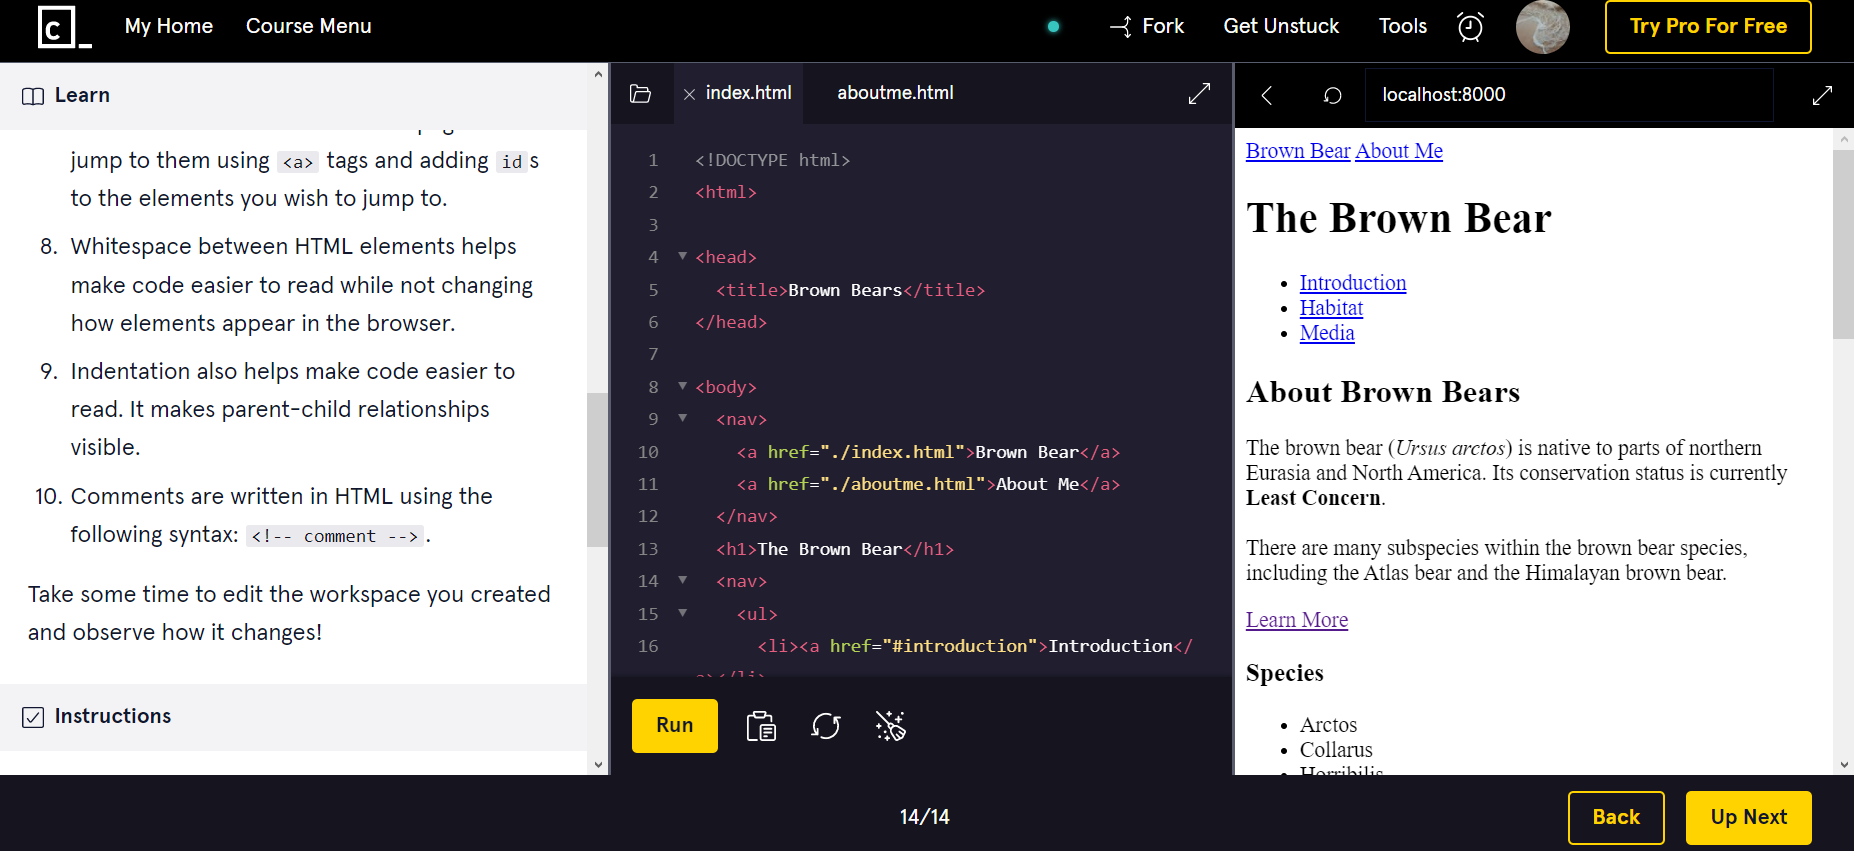 c
My Home
Course Menu
Fork
Get Unstuck
Tools
Try Pro For Free
Learn
jump to them using <a> tags and adding id s
to the elements you wish to jump to.
8. Whitespace between HTML elements helps
make code easier to read while not changing
how elements appear in the browser.
9. Indentation also helps make code easier to
read. It makes parent-child relationships
visible.
10. Comments are written in HTML using the
following syntax: <!-- comment --> .
Take some time to edit the workspace you created
and observe how it changes!
Instructions
index.html
aboutme.html
1 <!DOCTYPE html>
2 <html>
3
4 <head>
5 <title>Brown Bears</title>
6 </head>
7
8 <body>
9 <nav>
10 <a href="./index.html">Brown Bear</a>
11 <a href="./aboutme.html">About Me</a>
12 </nav>
13 <h1>The Brown Bear</h1>
14 <nav>
15 <ul>
16 <li><a href="#introduction">Introduction</
a></li>
Run
localhost:8000
Brown Bear About Me
The Brown Bear
Introduction
Habitat
Media
About Brown Bears
The brown bear (Ursus arctos) is native to parts of northern
Eurasia and North America. Its conservation status is currently
Least Concern.
There are many subspecies within the brown bear species,
including the Atlas bear and the Himalayan brown bear.
Learn More
Species
Arctos
Collarus
Horribilis
14/14
Back
Up Next